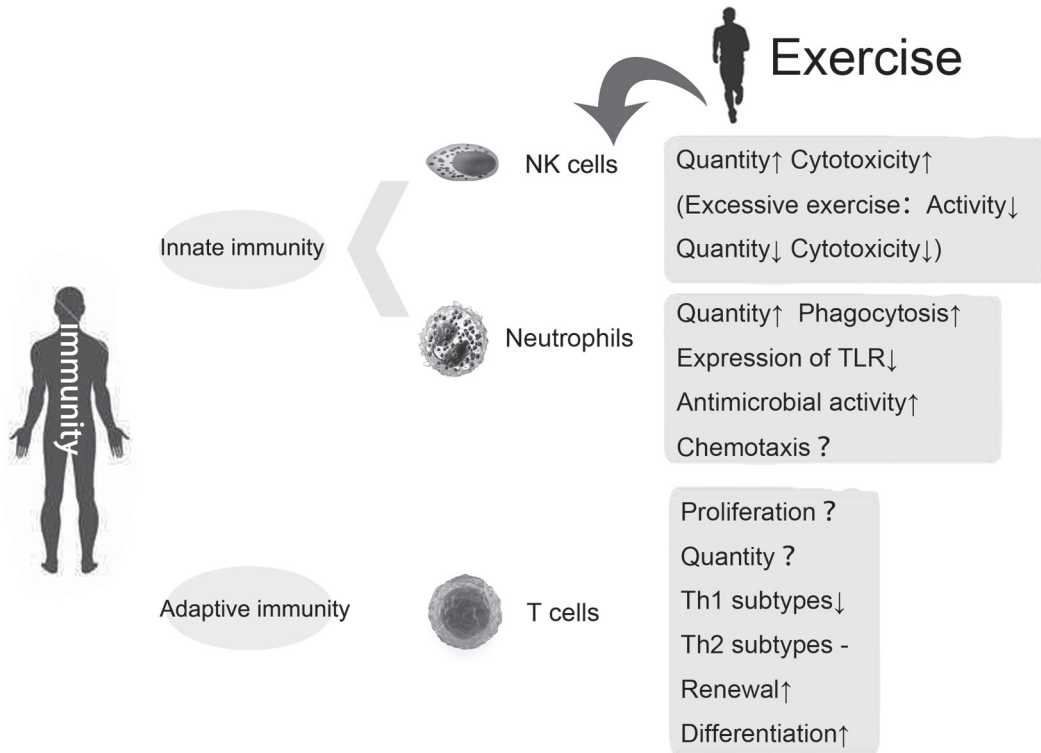 Exercise
NK cells
Quantity↑ Cytotoxicity↑
(Excessive exercise： Activity↓
Quantity↓ Cytotoxicity↓)
Innate immunity
Neutrophils
Quantity↑ Phagocytosis↑
Expression of TLR↓
Antimicrobial activity↑
Chemotaxis ?
Immunity
Adaptive immunity
T cells
Proliferation ?
Quantity ?
Th1 subtypes↓
Th2 subtypes -
Renewal↑
Differentiation↑